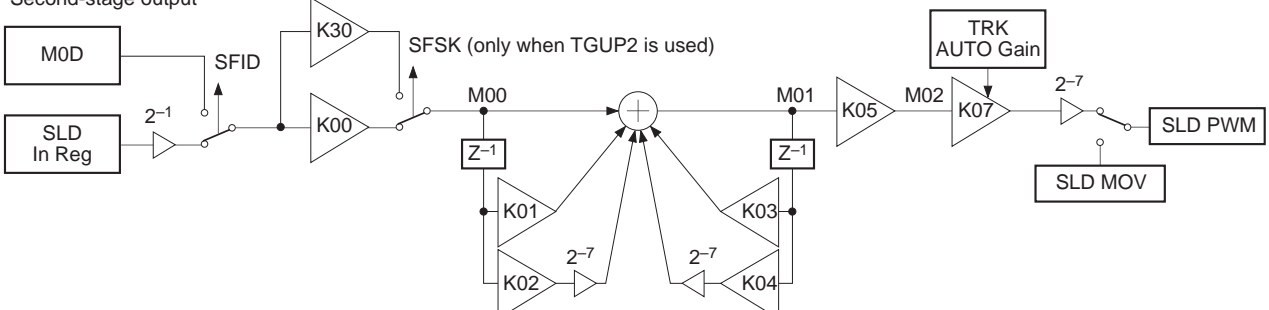 Second-stage output
M0D
SFID
K30
SFSK (only when TGUP2 is used)
TRK
AUTO Gain
SLD
In Reg
2–1
K00
M00
M01
K05
M02
K07
2–7
SLD PWM
SLD MOV
Z–1
Z–1
K01
K03
K02
2–7
2–7
K04